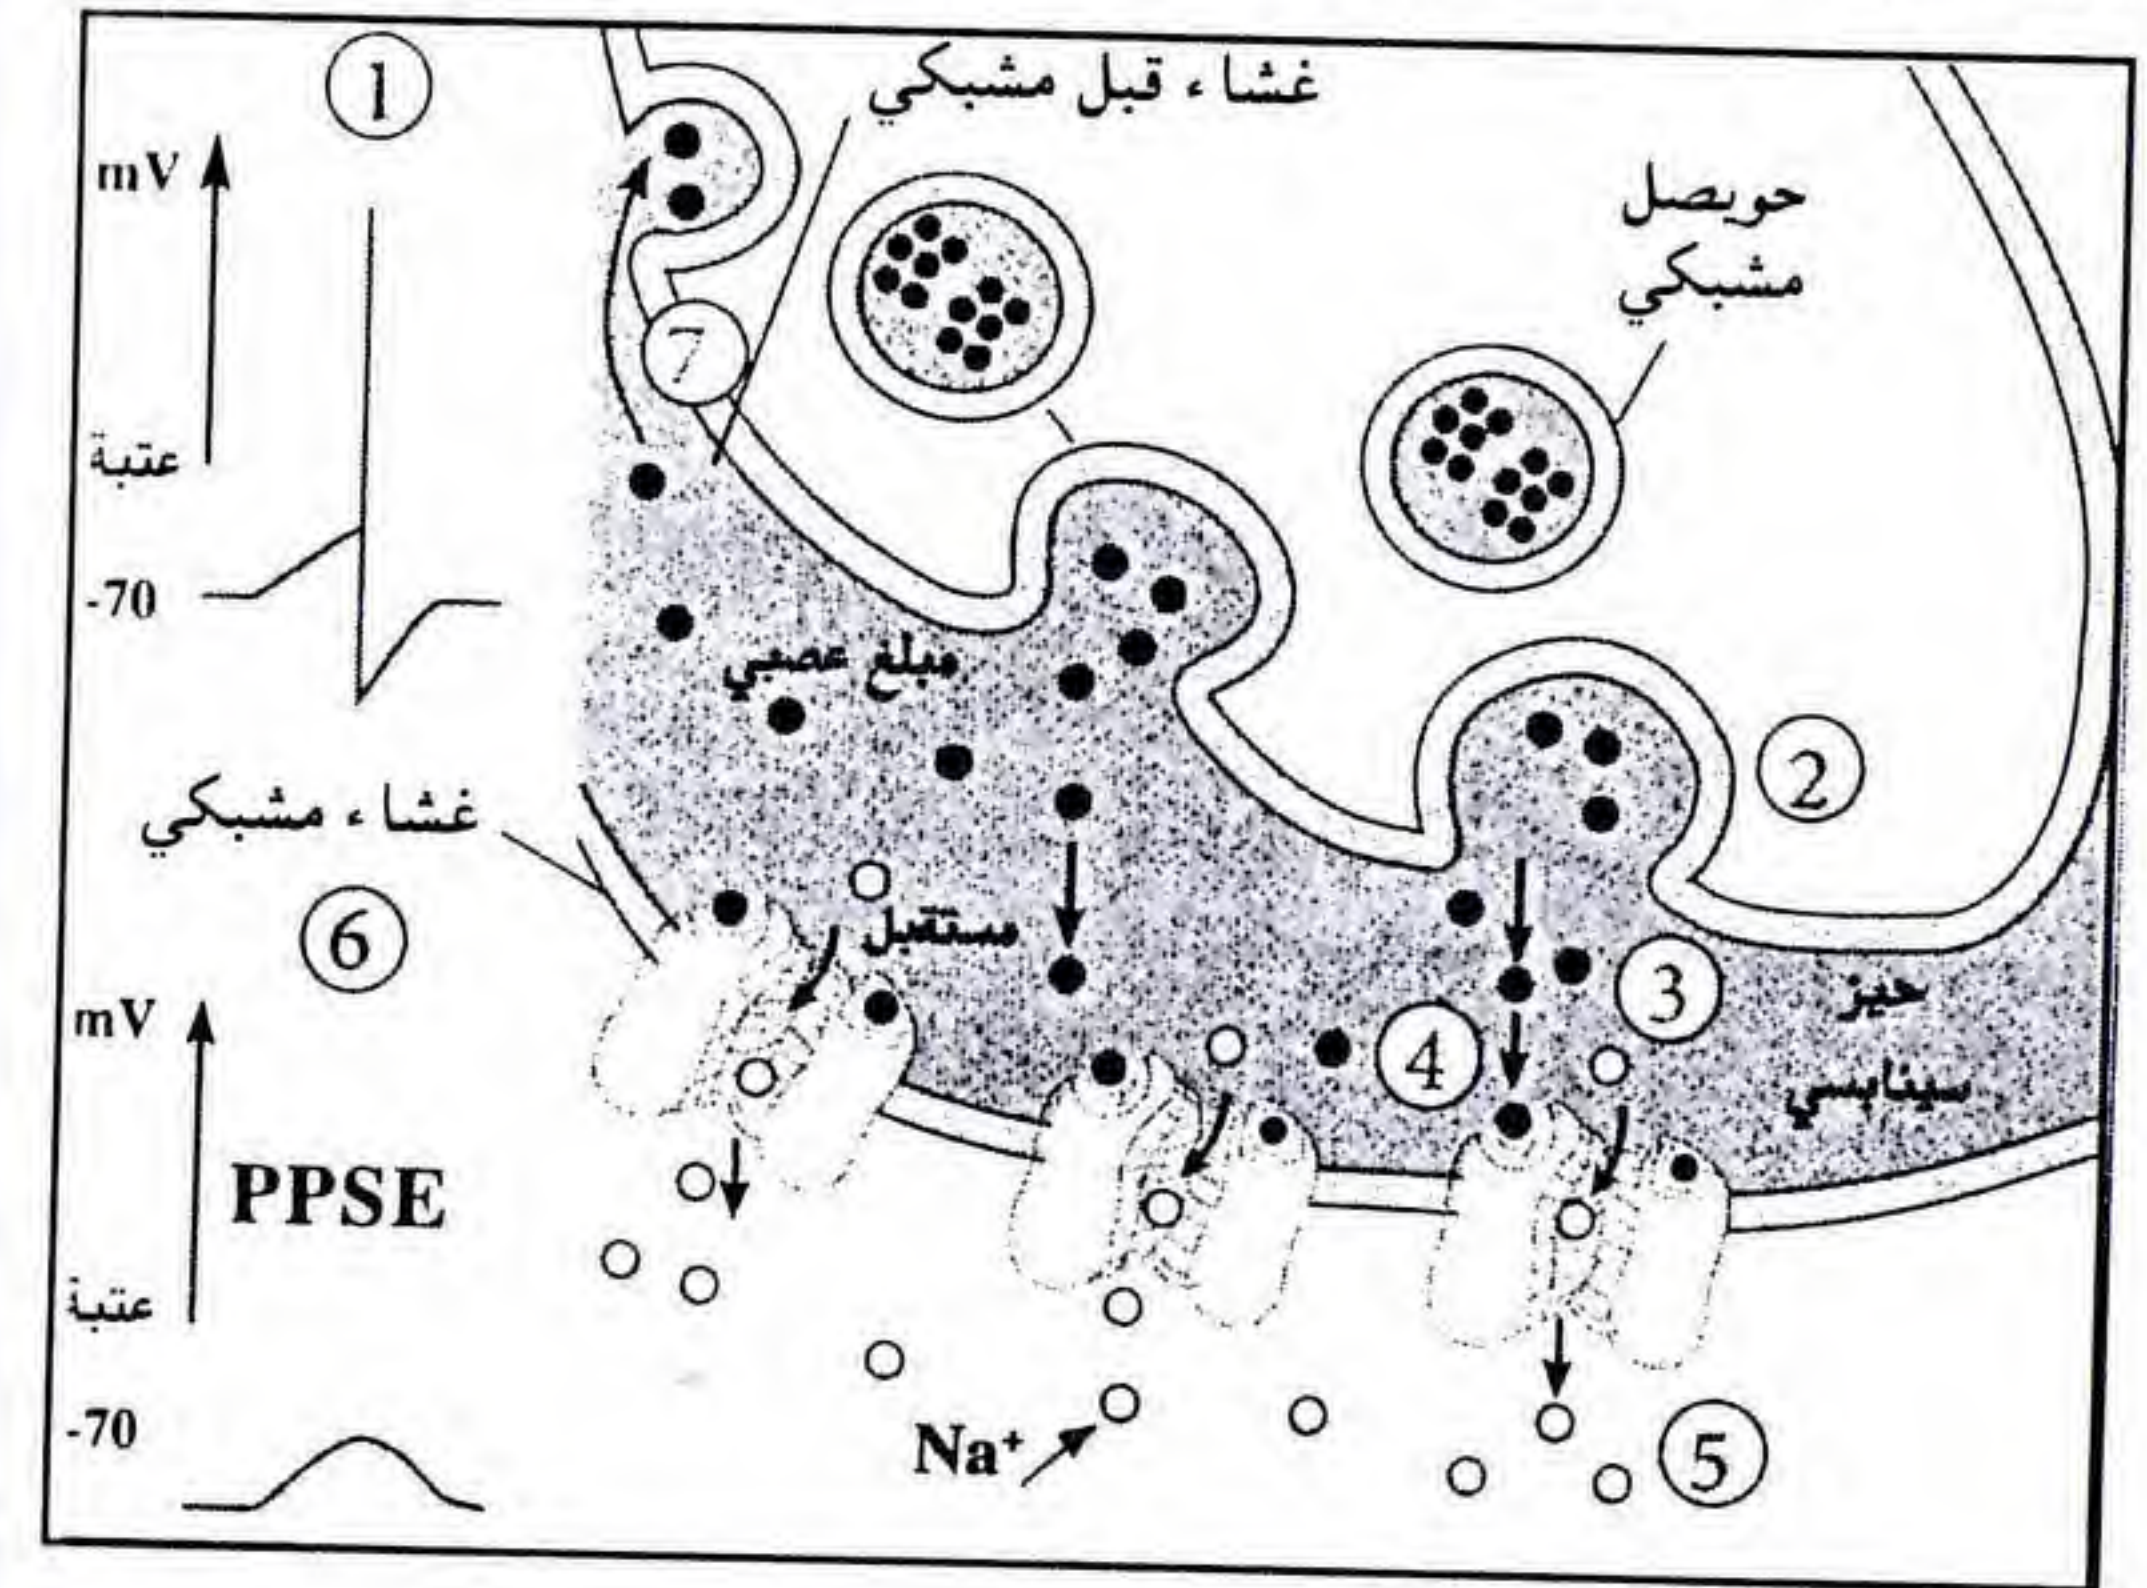 1
غشاء قبل مشبكي
mV
حويصل
مشبكي
7
عتبة
-70
مبلغ عصبي
2
غشاء مشبكي
مستقبل
6
3
حيز
mV
4
سينابسي
PPSE
عتبة
-70
Na⁺
5